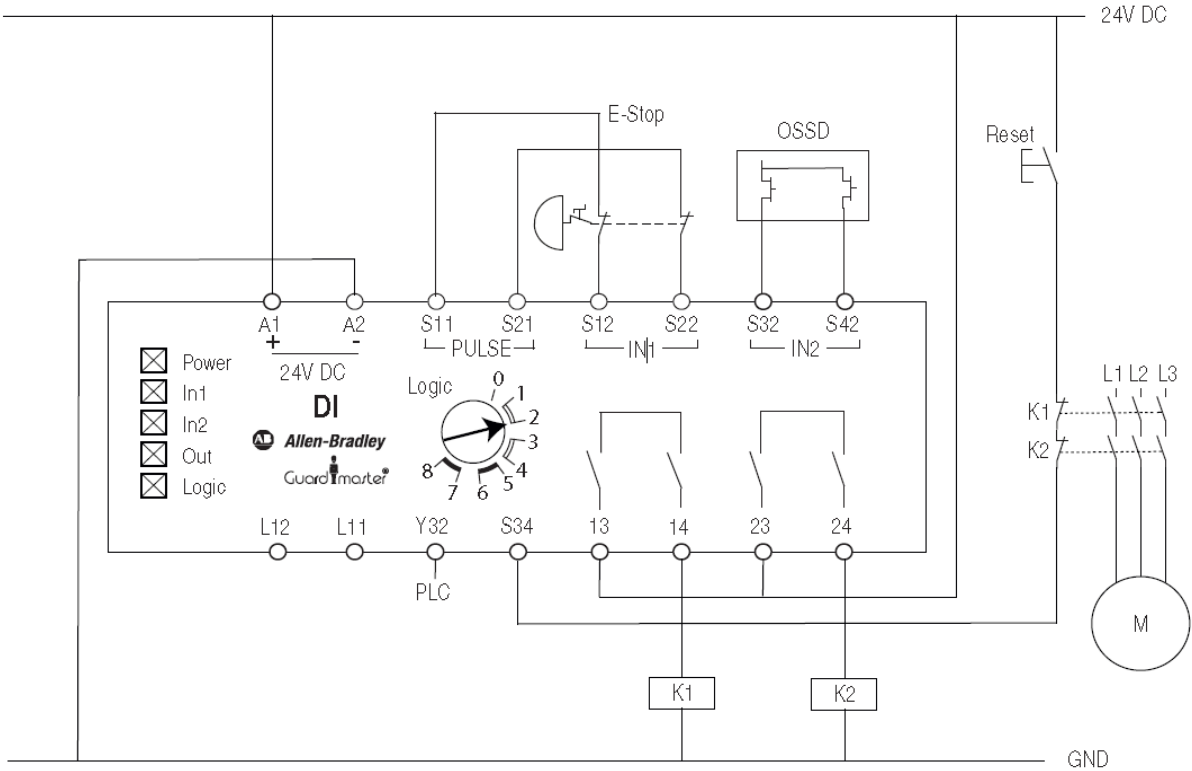 24V DC
E-Stop
OSSD
Reset
A1 A2 S11 S21 S12 S22 S32 S42
+ -
PULSE IN1 IN2
24V DC
Power
In1
In2
Out
Logic
DI
AB Allen-Bradley
Guardmaster®
Logic
0
1
2
3
4
5
6
7
8
L1 L2 L3
K1
K2
L12 L11 Y32 S34 13 14 23 24
PLC
M
K1 K2
GND